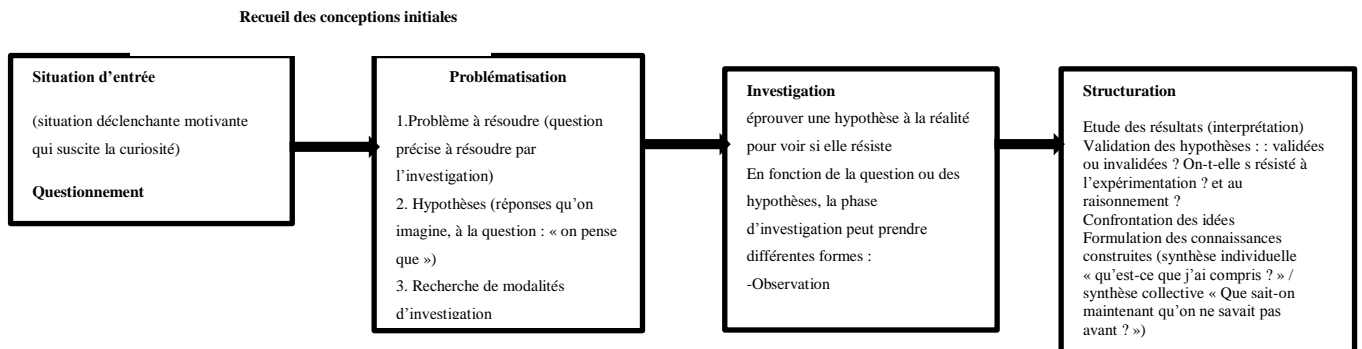 Recueil des conceptions initiales
Situation d’entrée
(situation déclenchante motivante
qui suscite la curiosité)
Questionnement
Problématisation
1.Problème à résoudre (question
précise à résoudre par
l’investigation)
2. Hypothèses (réponses qu’on
imagine, à la question : « on pense
que »)
3. Recherche de modalités
d’investigation
Investigation
éprouver une hypothèse à la réalité
pour voir si elle résiste
En fonction de la question ou des
hypothèses, la phase
d’investigation peut prendre
différentes formes :
-Observation
Structuration
Etude des résultats (interprétation)
Validation des hypothèses : : validées
ou invalidées ? On-t-elle s résisté à
l’expérimentation ? et au
raisonnement ?
Confrontation des idées
Formulation des connaissances
construites (synthèse individuelle
« qu’est-ce que j’ai compris ? » /
synthèse collective « Que sait-on
maintenant qu’on ne savait pas
avant ? »)